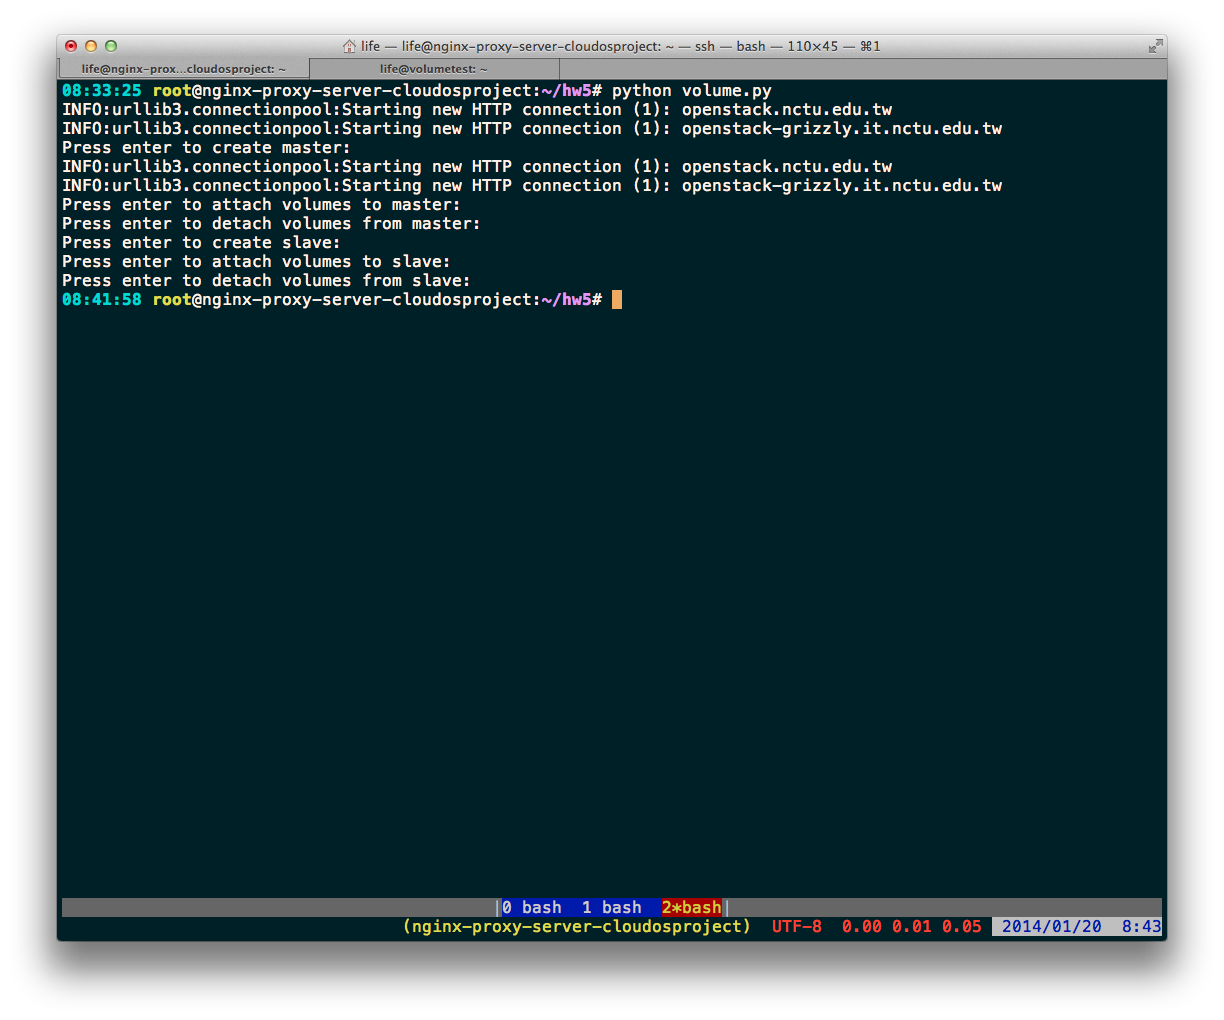 life — life@nginx-proxy-server-cloudosproject: ~ — ssh — bash — 110×45 — ⌘1
life@nginx-prox...cloudosproject: ~ life@volumetest: ~
08:33:25 root@nginx-proxy-server-cloudosproject:~/hw5# python volume.py
INFO:urllib3.connectionpool:Starting new HTTP connection (1): openstack.nctu.edu.tw
INFO:urllib3.connectionpool:Starting new HTTP connection (1): openstack-grizzly.it.nctu.edu.tw
Press enter to create master:
INFO:urllib3.connectionpool:Starting new HTTP connection (1): openstack.nctu.edu.tw
INFO:urllib3.connectionpool:Starting new HTTP connection (1): openstack-grizzly.it.nctu.edu.tw
Press enter to attach volumes to master:
Press enter to detach volumes from master:
Press enter to create slave:
Press enter to attach volumes to slave:
Press enter to detach volumes from slave:
08:41:58 root@nginx-proxy-server-cloudosproject:~/hw5#
|0 bash 1 bash 2*bash|
(nginx-proxy-server-cloudosproject) UTF-8 0.00 0.01 0.05 2014/01/20 8:43